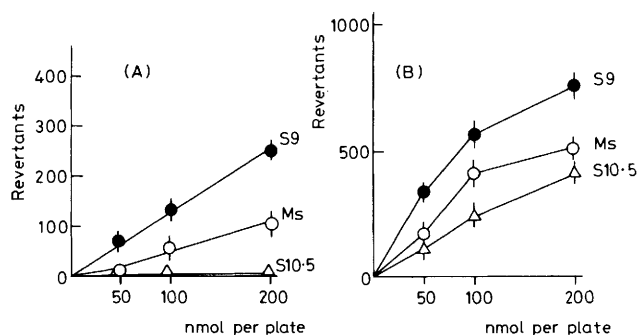 Revertants
400
300
200
100
0
(A)
S9
Ms
S10·5
50
100
200
nmol per plate
Revertants
1000
500
0
(B)
S9
Ms
S10·5
50
100
200
nmol per plate